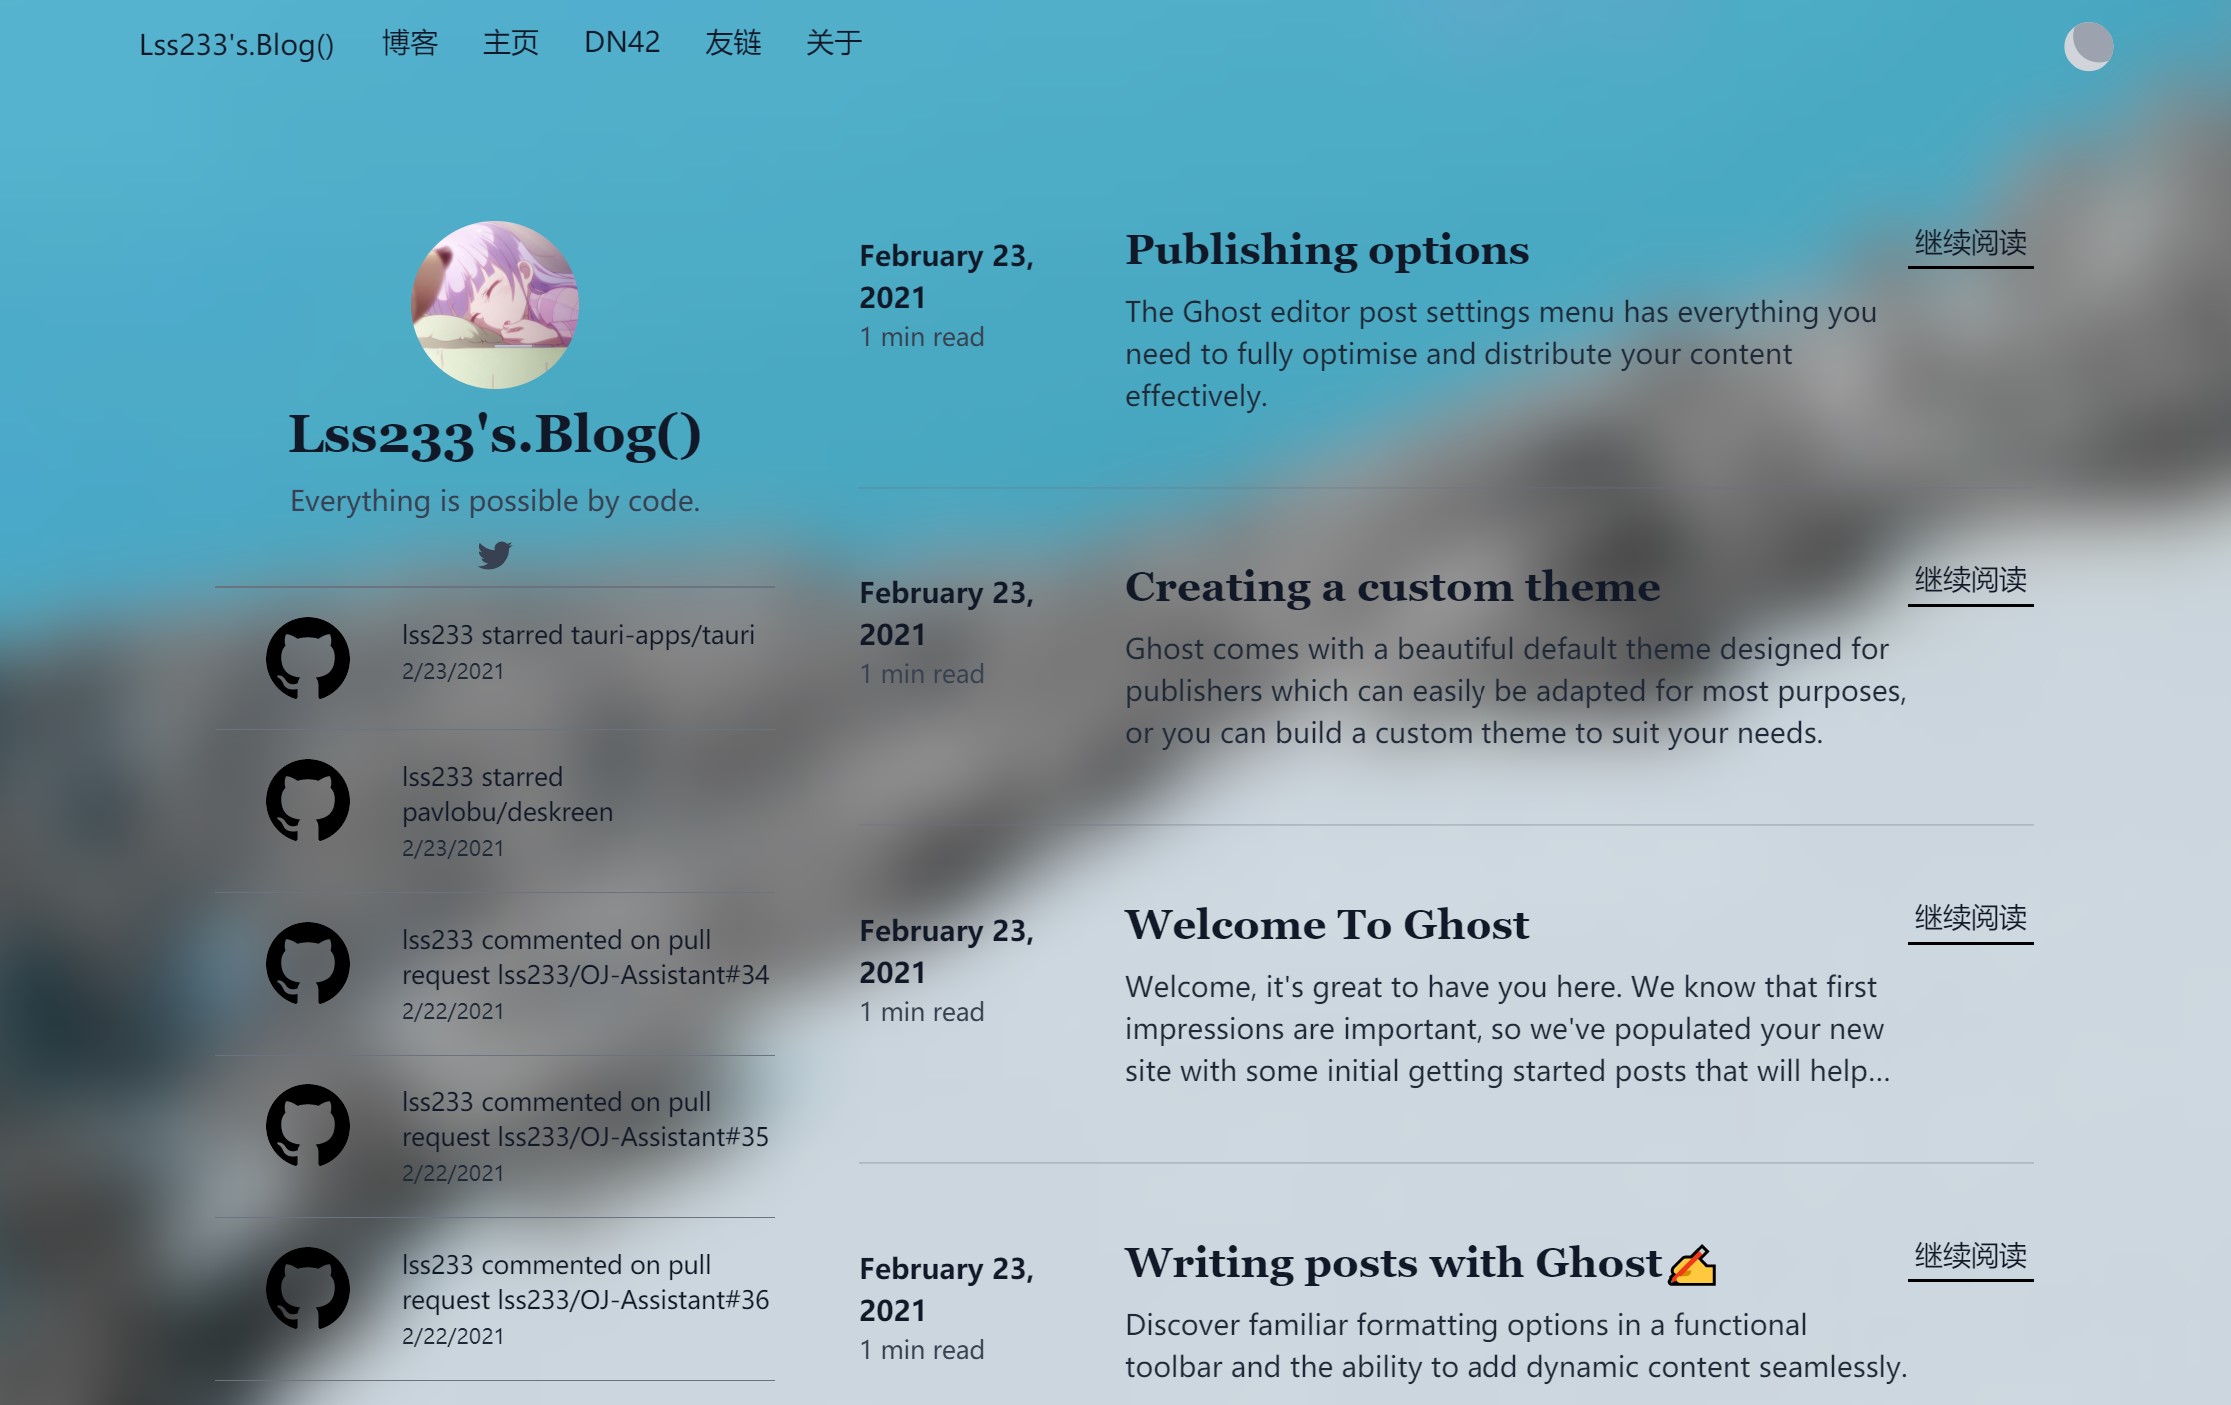 Lss233's.Blog() 博客 主页 DN42 友链 关于
Lss233's.Blog()
Everything is possible by code.
lss233 starred tauri-apps/tauri
2/23/2021
lss233 starred
pavlobu/deskreen
2/23/2021
lss233 commented on pull
request lss233/OJ-Assistant#34
2/22/2021
lss233 commented on pull
request lss233/OJ-Assistant#35
2/22/2021
lss233 commented on pull
request lss233/OJ-Assistant#36
2/22/2021
February 23,
2021
1 min read
Publishing options
The Ghost editor post settings menu has everything you
need to fully optimise and distribute your content
effectively.
继续阅读
February 23,
2021
1 min read
Creating a custom theme
Ghost comes with a beautiful default theme designed for
publishers which can easily be adapted for most purposes,
or you can build a custom theme to suit your needs.
继续阅读
February 23,
2021
1 min read
Welcome To Ghost
Welcome, it's great to have you here. We know that first
impressions are important, so we've populated your new
site with some initial getting started posts that will help...
继续阅读
February 23,
2021
1 min read
Writing posts with Ghost ✍️
Discover familiar formatting options in a functional
toolbar and the ability to add dynamic content seamlessly.
继续阅读